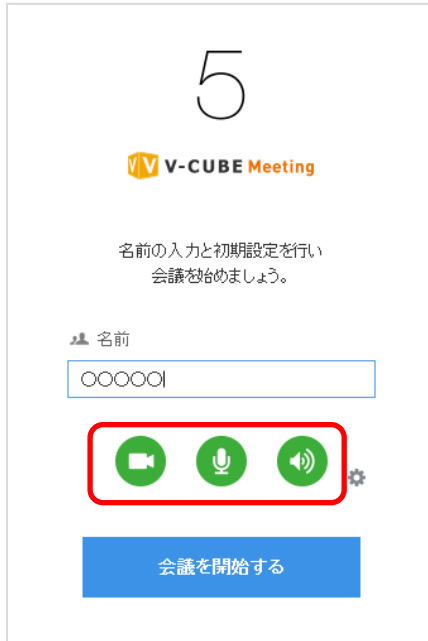 5
V-CUBE Meeting
名前の入力と初期設定を行い
会議を始めましょう。
名前
○○○○○
会議を開始する